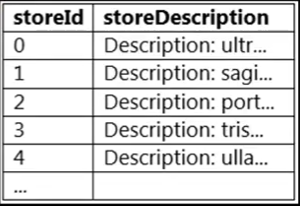 storeId storeDescription
0 Description: ultr...
1 Description: sagi...
2 Description: port...
3 Description: tris...
4 Description: ulla...
...